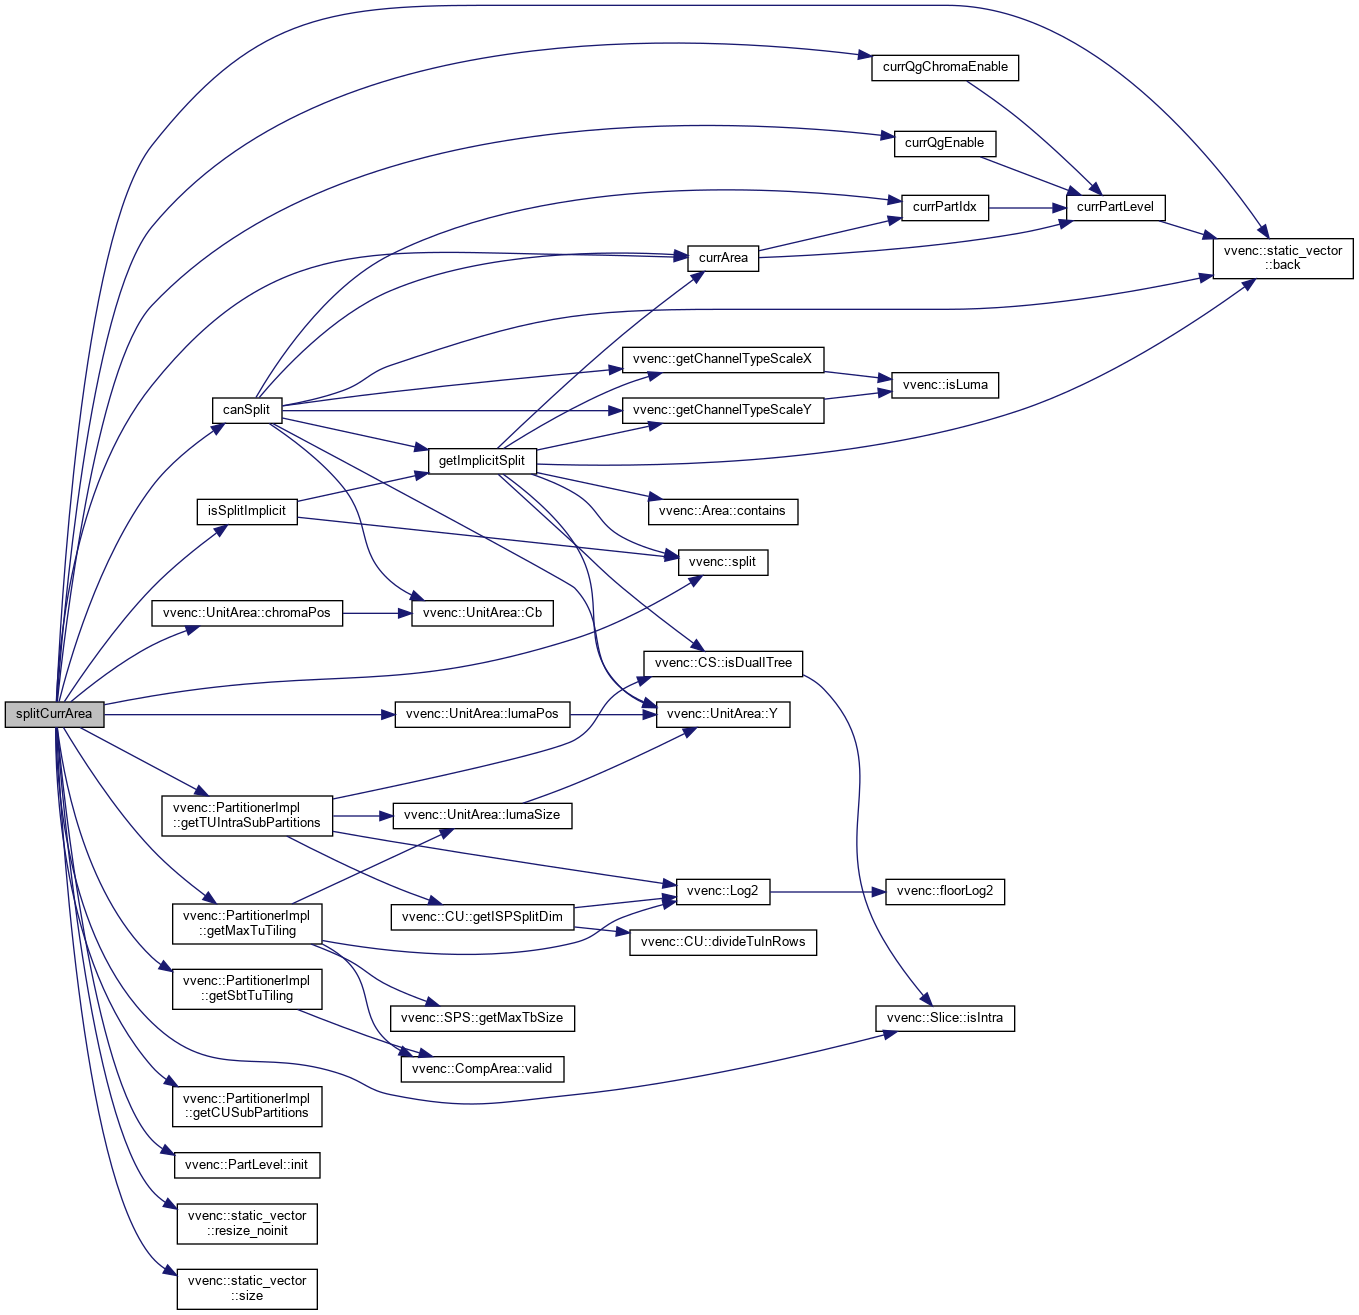 currQgChromaEnable
currQgEnable
currPartIdx
currPartLevel
currArea
vvenc::static_vector
::back
vvenc::getChannelTypeScaleX
vvenc::isLuma
canSplit
vvenc::getChannelTypeScaleY
getImplicitSplit
isSplitImplicit
vvenc::Area::contains
vvenc::split
vvenc::UnitArea::chromaPos
vvenc::UnitArea::Cb
vvenc::CS::isDualITree
splitCurrArea
vvenc::UnitArea::lumaPos
vvenc::UnitArea::Y
vvenc::PartitionerImpl
::getTUIntraSubPartitions
vvenc::UnitArea::lumaSize
vvenc::Log2
vvenc::floorLog2
vvenc::PartitionerImpl
::getMaxTuTiling
vvenc::CU::getISPSplitDim
vvenc::CU::divideTuInRows
vvenc::PartitionerImpl
::getSbtTuTiling
vvenc::SPS::getMaxTbSize
vvenc::Slice::isIntra
vvenc::CompArea::valid
vvenc::PartitionerImpl
::getCUSubPartitions
vvenc::PartLevel::init
vvenc::static_vector
::resize_noinit
vvenc::static_vector
::size